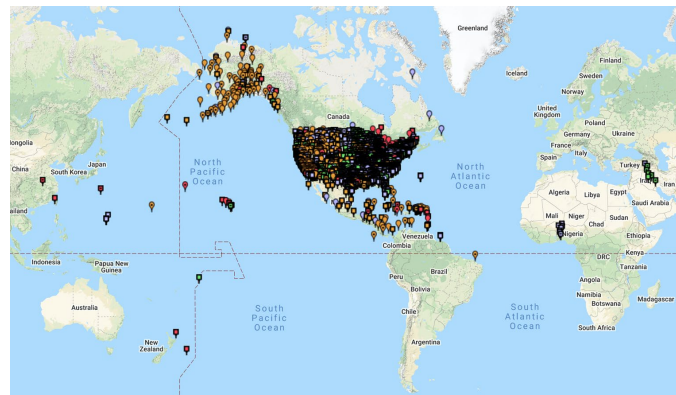 Greenland
Iceland
Finland
Sweden
Norway
United
Kingdom
Canada
Germany
Ukraine
France
Italy
Spain
Turkey
Mongolia
China
Japan
South Korea
North
Pacific
Ocean
North
Atlantic
Ocean
Iraq
Iran
Algeria
Libya
Egypt
Saudi Arabia
Thailand
Mali
Niger
Chad
Sudan
Nigeria
Ethiopia
Venezuela
Colombia
Kenya
DRC
Tanzania
Indonesia
Papua New
Guinea
Brazil
Peru
Bolivia
Angola
Namibia
Botswana
Madagascar
South
Pacific
Ocean
South
Atlantic
Ocean
Australia
Chile
South Africa
Argentina
New
Zealand